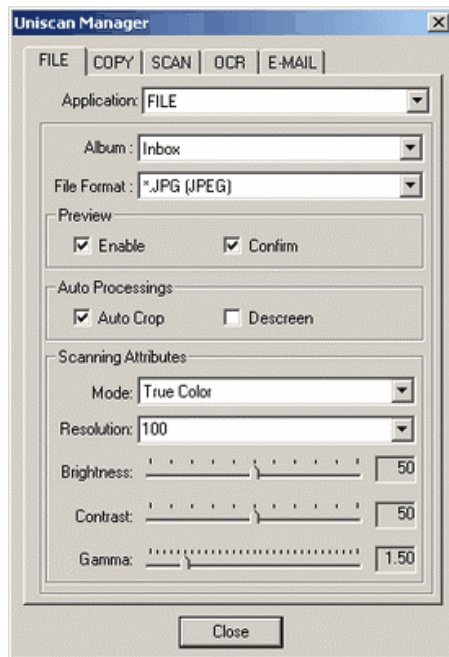 Uniscan Manager
FILE COPY SCAN OCR E-MAIL
Application: FILE
Album : Inbox
File Format : *.JPG (JPEG)
Preview
Enable Confirm
Auto Processings
Auto Crop Descreen
Scanning Attributes
Mode: True Color
Resolution: 100
Brightness: 50
Contrast: 50
Gamma: 1.50
Close